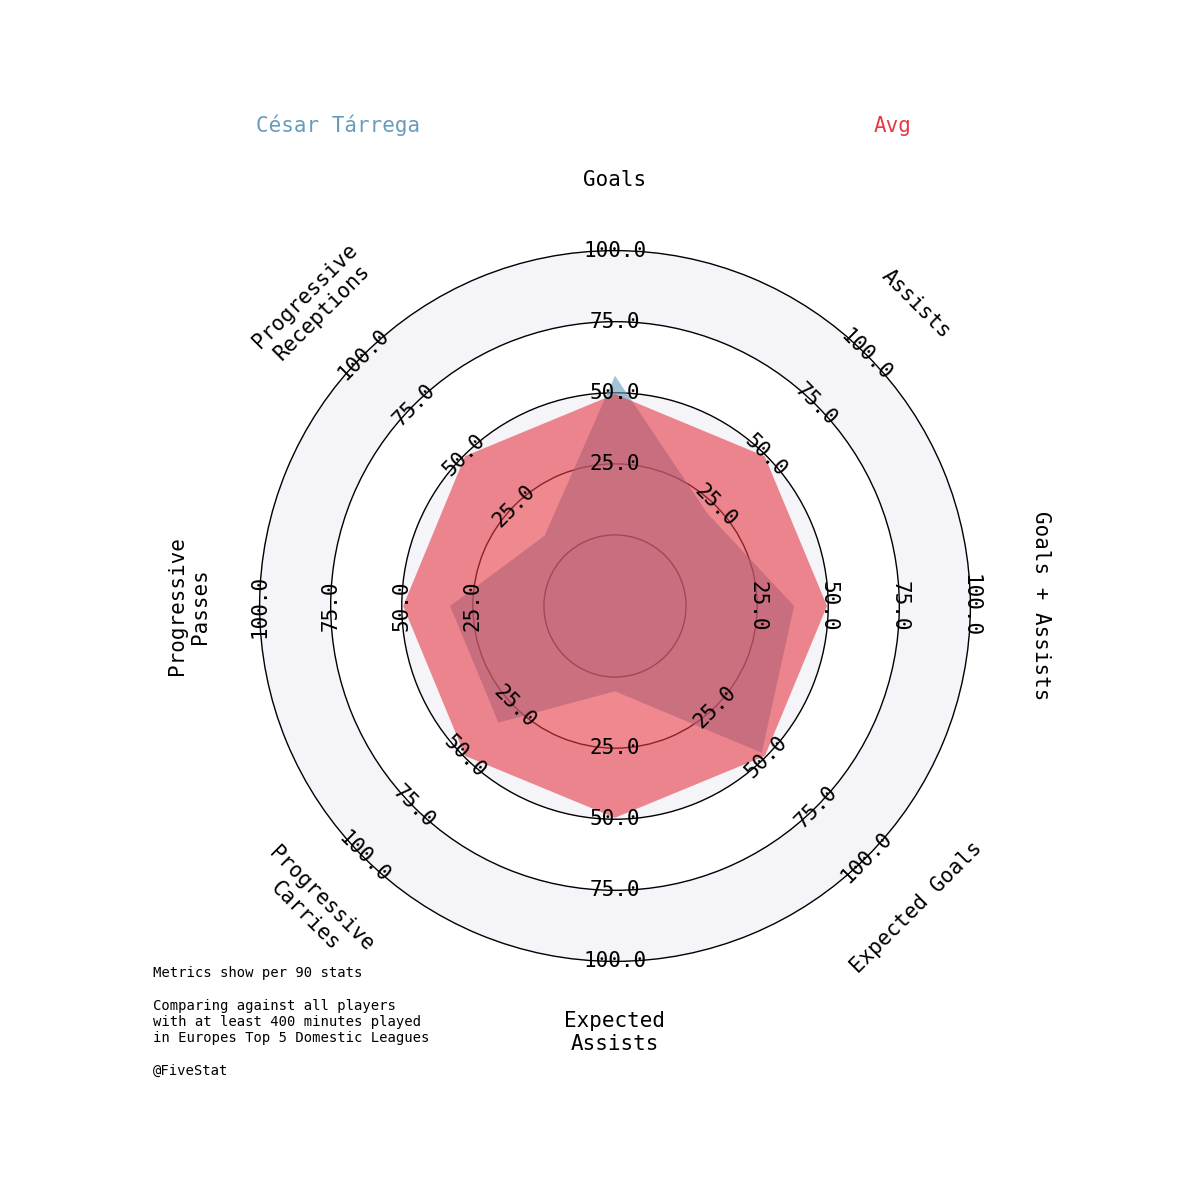 César Tárrega
Avg
Goals
Assists
Goals + Assists
Expected Goals
Expected
Assists
Progressive
Carries
Progressive
Passes
Progressive
Receptions
25.0
50.0
75.0
100.0
25.0
50.0
75.0
100.0
25.0
50.0
75.0
100.0
25.0
50.0
75.0
100.0
25.0
50.0
75.0
100.0
25.0
50.0
75.0
100.0
25.0
50.0
75.0
100.0
25.0
50.0
75.0
100.0
Metrics show per 90 stats
Comparing against all players
with at least 400 minutes played
in Europes Top 5 Domestic Leagues
@FiveStat